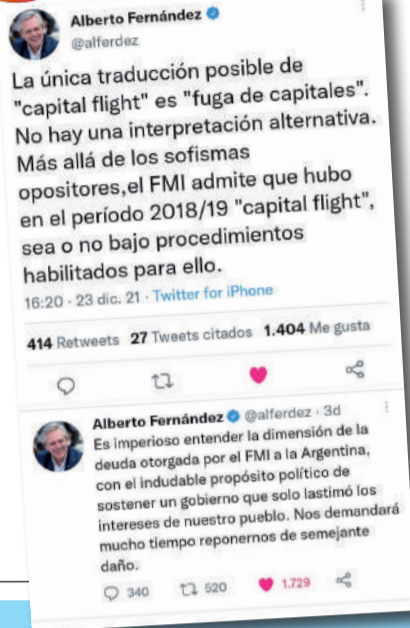 Alberto Fernández
@alferdez
La única traducción posible de
"capital flight" es "fuga de capitales".
No hay una interpretación alternativa.
Más allá de los sofismas
opositores,el FMI admite que hubo
en el período 2018/19 "capital flight",
sea o no bajo procedimientos
habilitados para ello.
16:20 · 23 dic. 21 · Twitter for iPhone
414 Retweets 27 Tweets citados 1.404 Me gusta
Alberto Fernández @alferdez · 3d
Es imperioso entender la dimensión de la
deuda otorgada por el FMI a la Argentina,
con el indudable propósito político de
sostener un gobierno que solo lastimó los
intereses de nuestro pueblo. Nos demandará
mucho tiempo reponernos de semejante
daño.
340 520 1.729